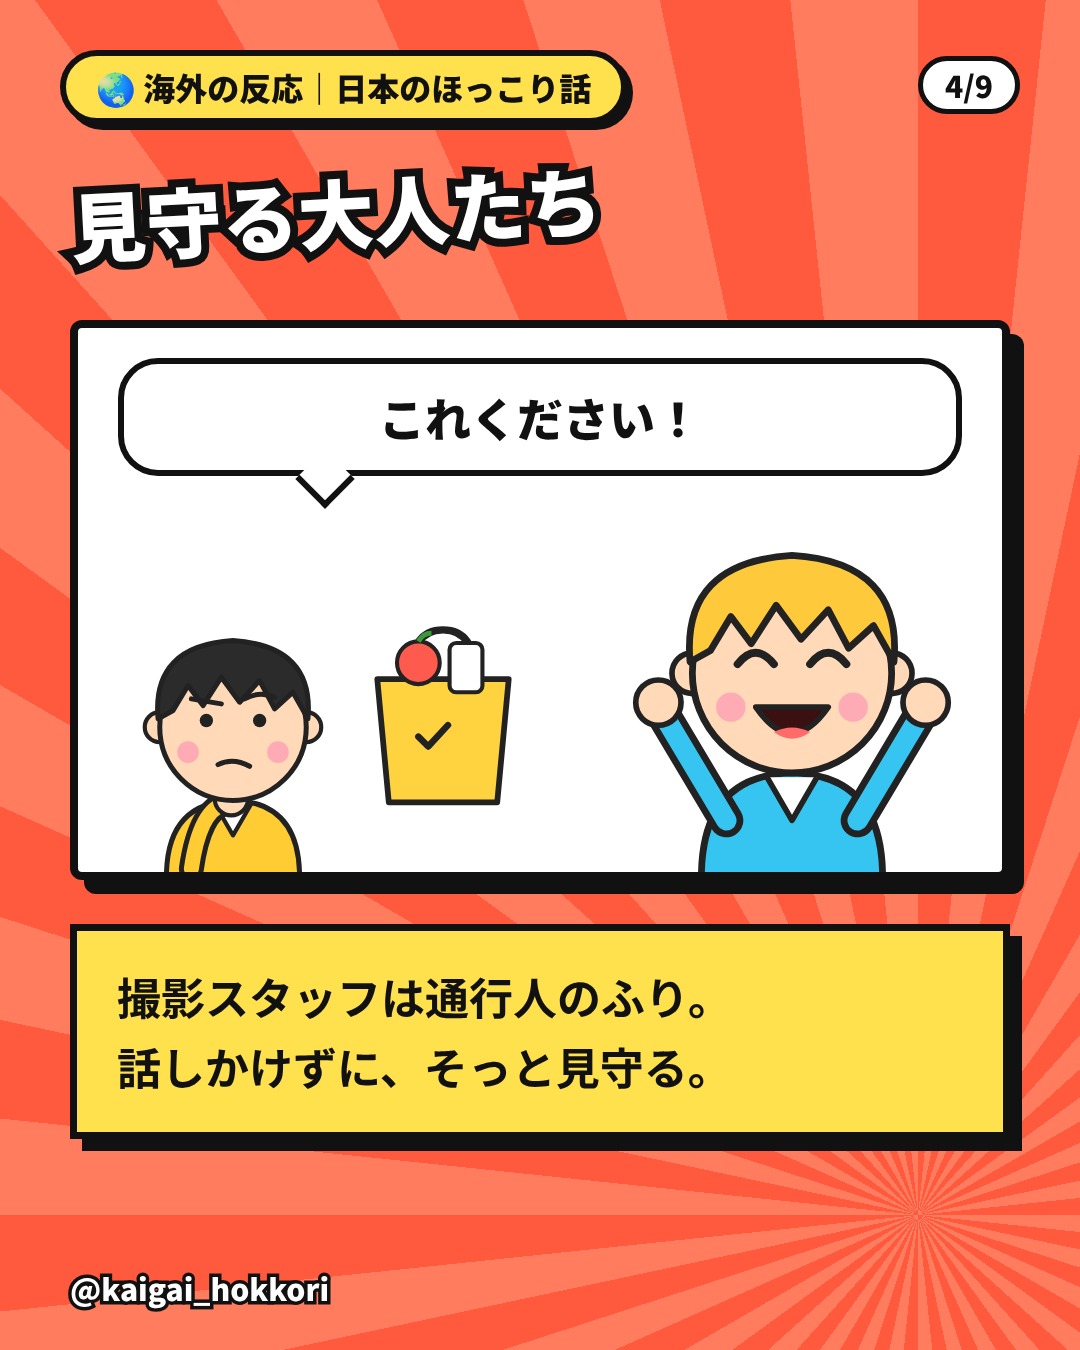 🌏 海外の反応｜日本のほっこり話
4/9
見守る大人たち
これください！
撮影スタッフは通行人のふり。
話しかけずに、そっと見守る。
@kaigai_hokkori